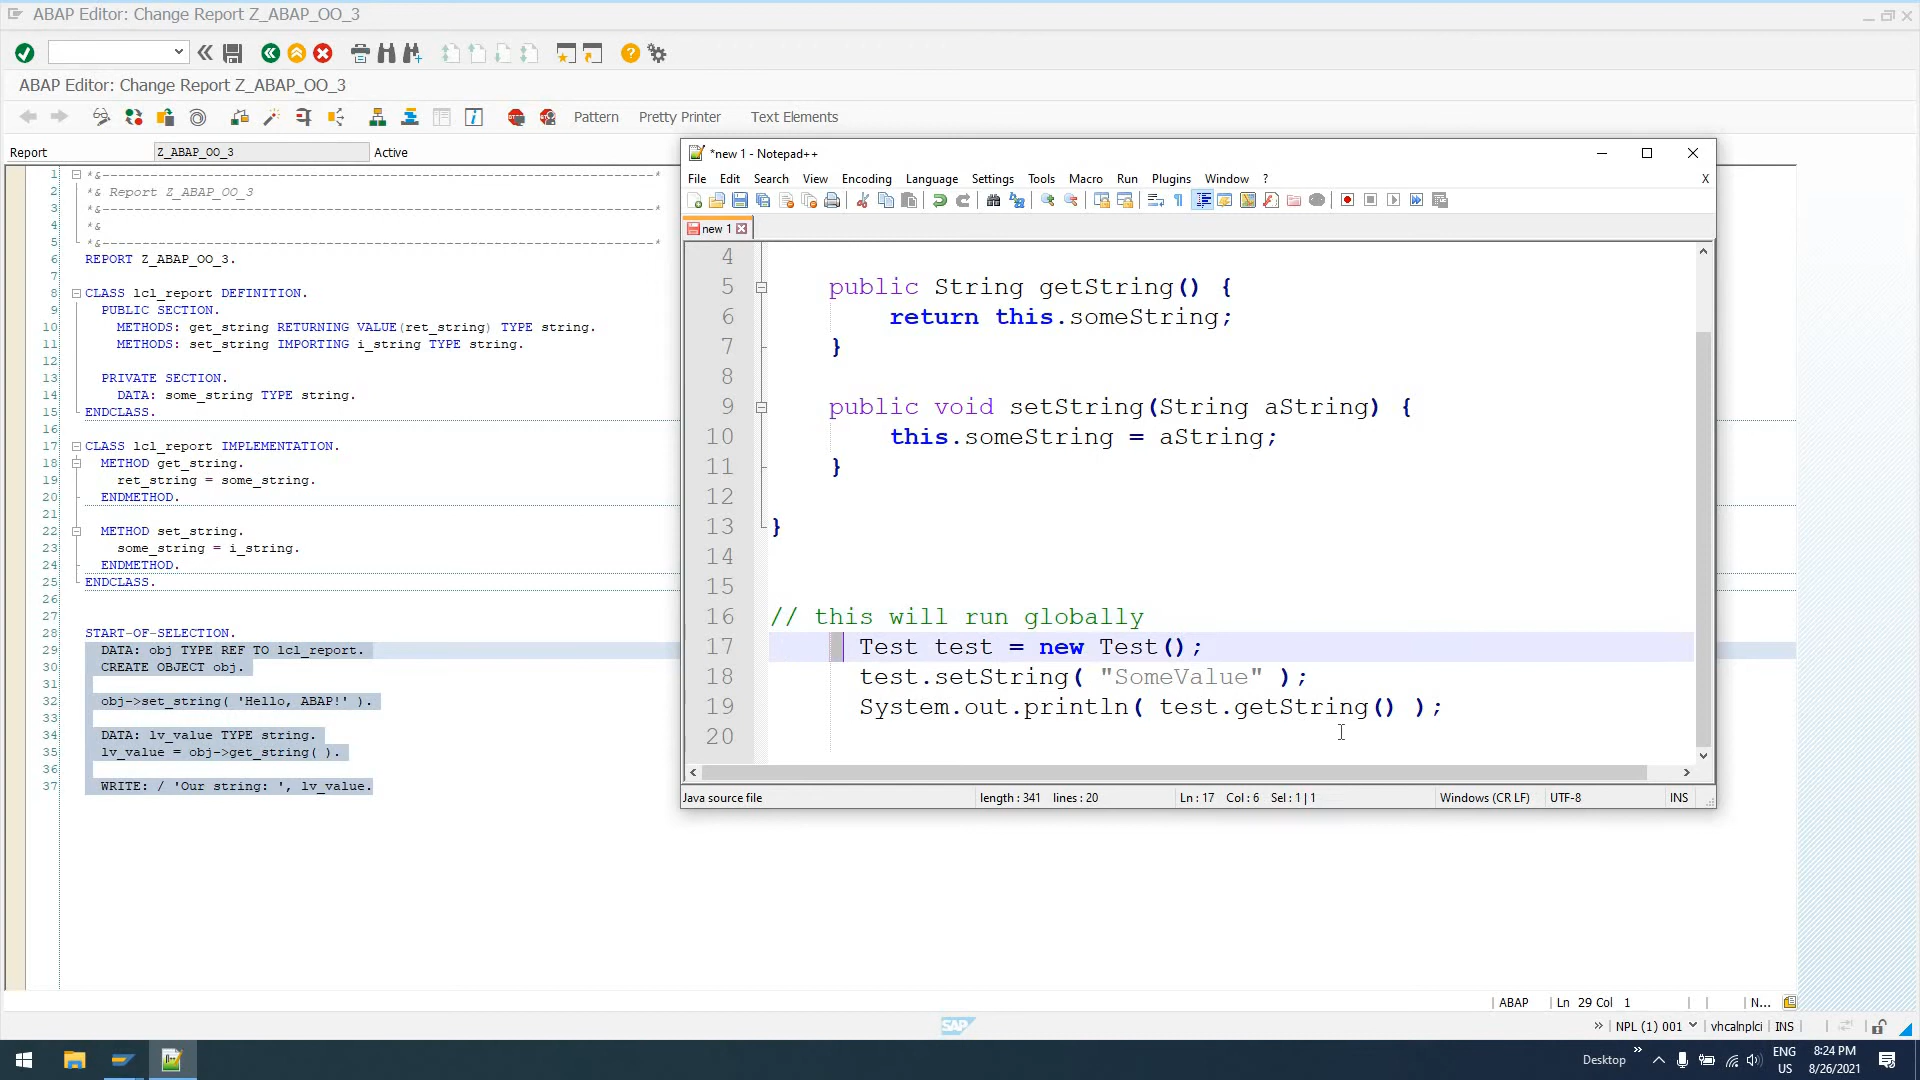 ABAP Editor: Change Report Z_ABAP_OO_3
ABAP Editor: Change Report Z_ABAP_OO_3
Pattern Pretty Printer Text Elements
Report Z_ABAP_OO_3 Active
1 *&---------------------------------------------------------------------*
2 *& Report Z_ABAP_OO_3
3 *&---------------------------------------------------------------------*
4 *&
5 *&---------------------------------------------------------------------*
6 REPORT Z_ABAP_OO_3.
7
8 CLASS lcl_report DEFINITION.
9 PUBLIC SECTION.
10 METHODS: get_string RETURNING VALUE(ret_string) TYPE string.
11 METHODS: set_string IMPORTING i_string TYPE string.
12
13 PRIVATE SECTION.
14 DATA: some_string TYPE string.
15 ENDCLASS.
16
17 CLASS lcl_report IMPLEMENTATION.
18 METHOD get_string.
19 ret_string = some_string.
20 ENDMETHOD.
21
22 METHOD set_string.
23 some_string = i_string.
24 ENDMETHOD.
25 ENDCLASS.
26
27
28 START-OF-SELECTION.
29 DATA: obj TYPE REF TO lcl_report.
30 CREATE OBJECT obj.
31
32 obj->set_string( 'Hello, ABAP!' ).
33
34 DATA: lv_value TYPE string.
35 lv_value = obj->get_string( ).
36
37 WRITE: / 'Our string: ', lv_value.
*new 1 - Notepad++
File Edit Search View Encoding Language Settings Tools Macro Run Plugins Window ? X
new 1
4
5 public String getString() {
6 return this.someString;
7 }
8
9 public void setString(String aString) {
10 this.someString = aString;
11 }
12
13 }
14
15
16 // this will run globally
17 Test test = new Test();
18 test.setString( "SomeValue" );
19 System.out.println( test.getString() );
20
Java source file length : 341 lines : 20 Ln : 17 Col : 6 Sel : 1 | 1 Windows (CR LF) UTF-8 INS
ABAP Ln 29 Col 1 N...
SAP » NPL (1) 001 vhcalnplci INS
Desktop » ENG US 8:24 PM 8/26/2021